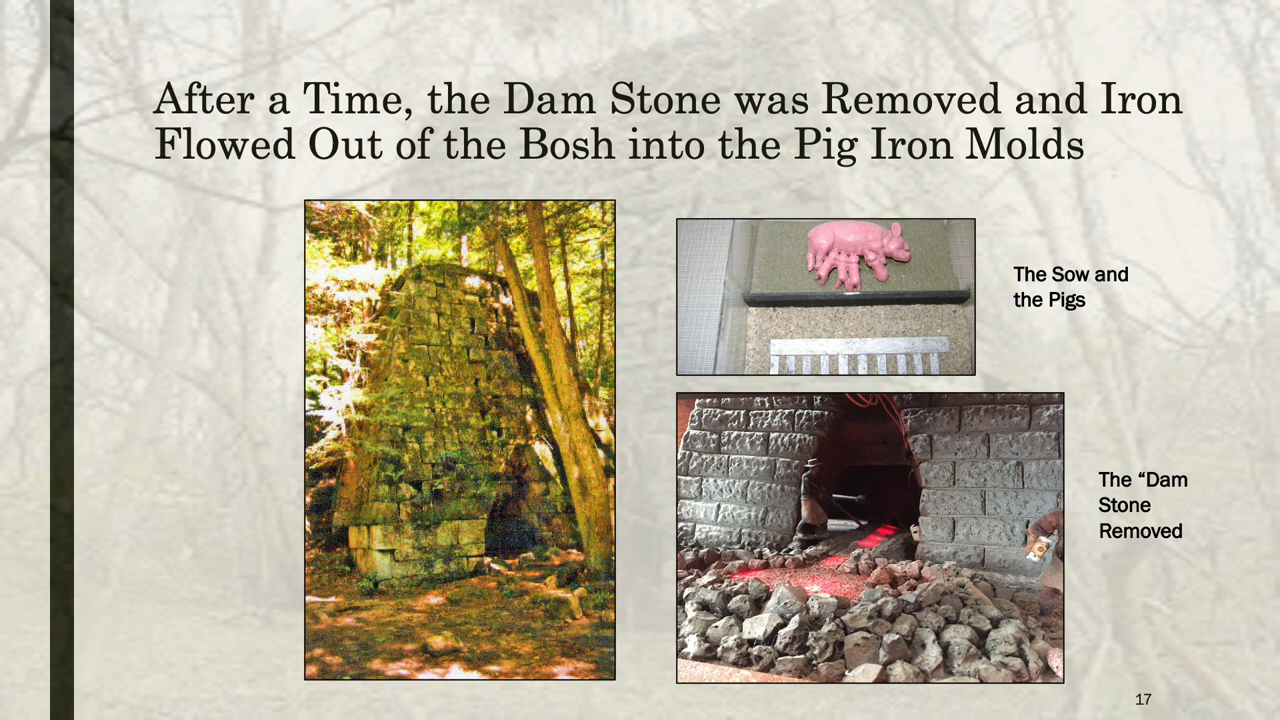 After a Time, the Dam Stone was Removed and Iron
Flowed Out of the Bosh into the Pig Iron Molds
The Sow and
the Pigs
The “Dam
Stone
Removed
17